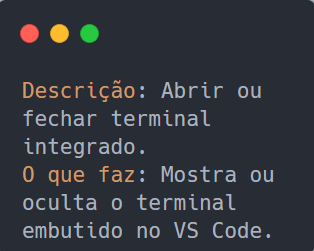 Descrição: Abrir ou
fechar terminal
integrado.
O que faz: Mostra ou
oculta o terminal
embutido no VS Code.